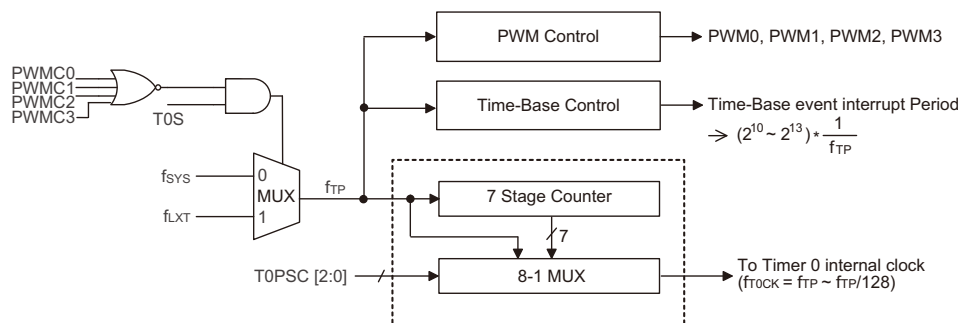 PWM Control
PWM0, PWM1, PWM2, PWM3
PWMC0
PWMC1
PWMC2
PWMC3
T0S
Time-Base Control
Time-Base event interrupt Period
→ (2¹⁰ ~ 2¹³) * 1/fTP
fSYS
0
MUX
fTP
fLXT
1
7 Stage Counter
7
T0PSC [2:0]
8-1 MUX
To Timer 0 internal clock
(fT0CK = fTP ~ fTP/128)